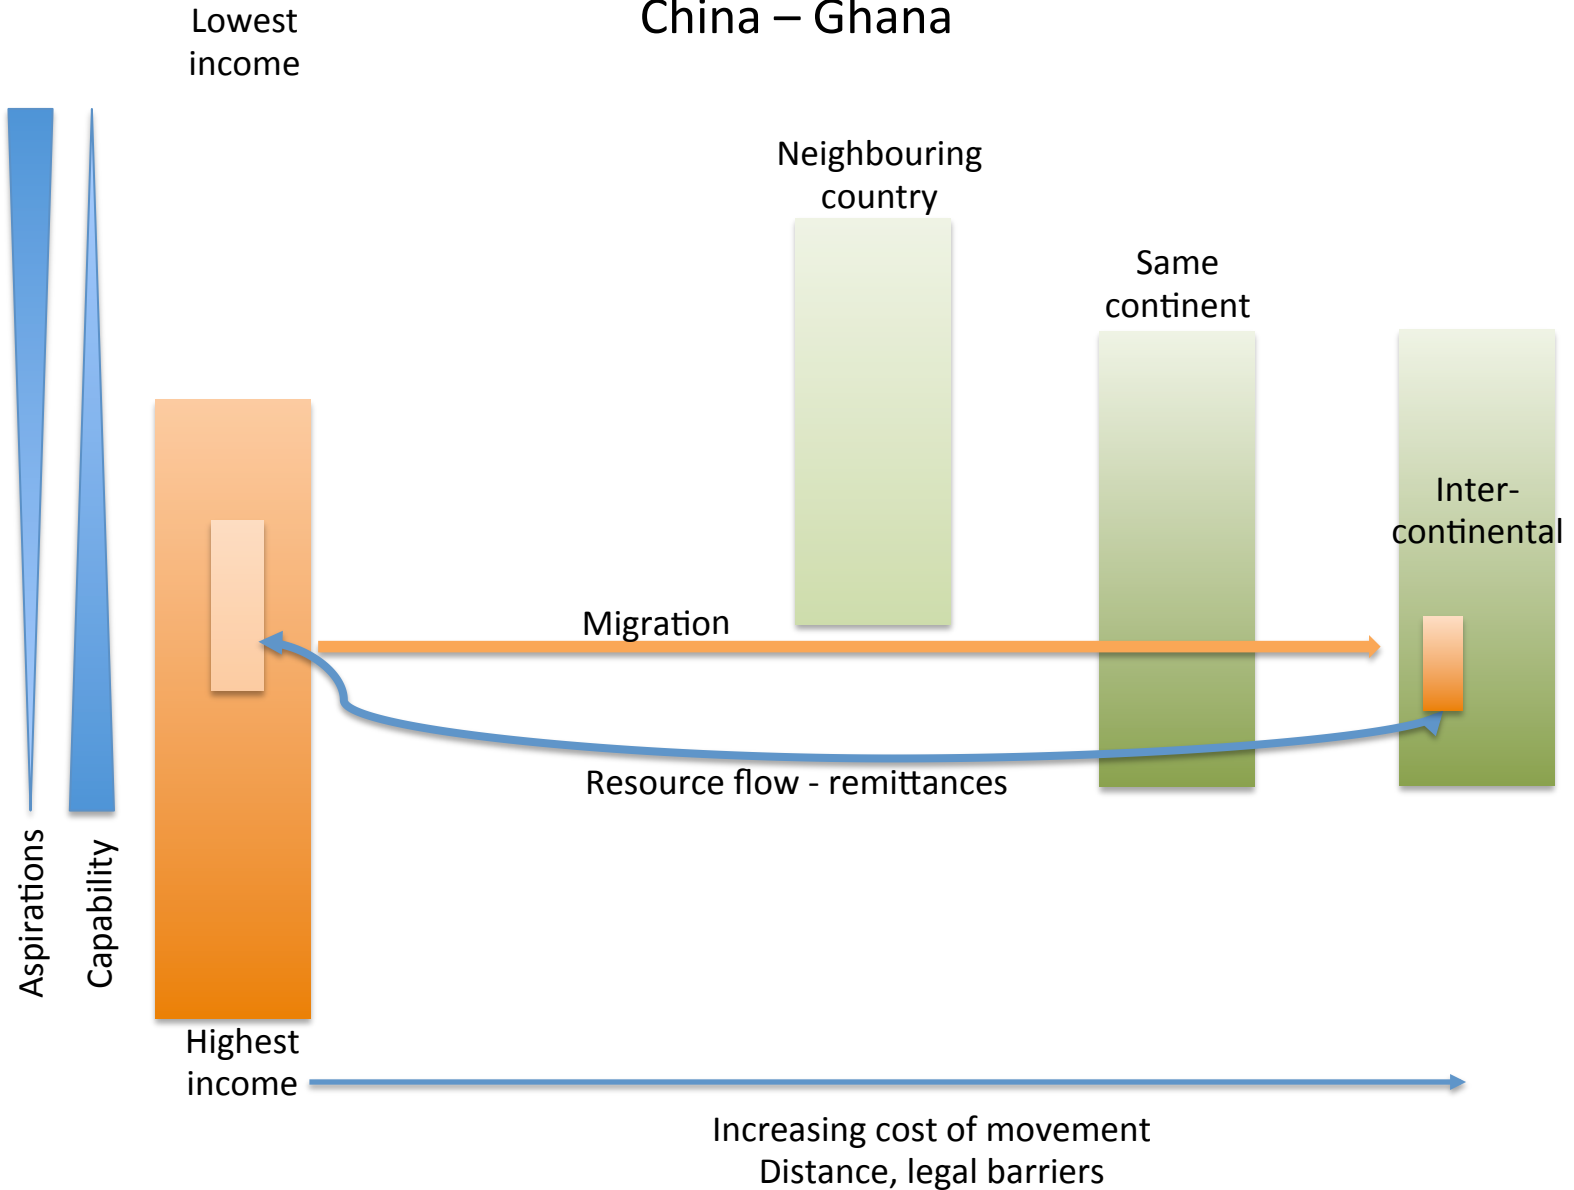 China – Ghana
Lowest
income
Neighbouring
country
Same
continent
Inter-
continental
Migration
Resource flow - remittances
Aspirations
Capability
Highest
income
Increasing cost of movement
Distance, legal barriers